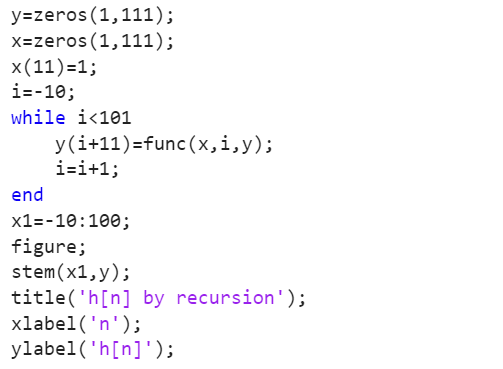 y=zeros(1,111);
x=zeros(1,111);
x(11)=1;
i=-10;
while i<101
    y(i+11)=func(x,i,y);
    i=i+1;
end
x1=-10:100;
figure;
stem(x1,y);
title('h[n] by recursion');
xlabel('n');
ylabel('h[n]');